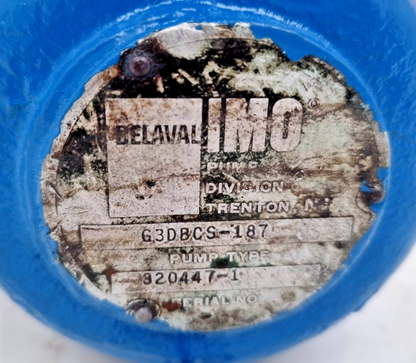 DELAVAL IMO
PUMP
DIVISION
TRENTON, N.J.
G3DBCS-187
PUMP TYPE
320447-1
SERIAL NO.